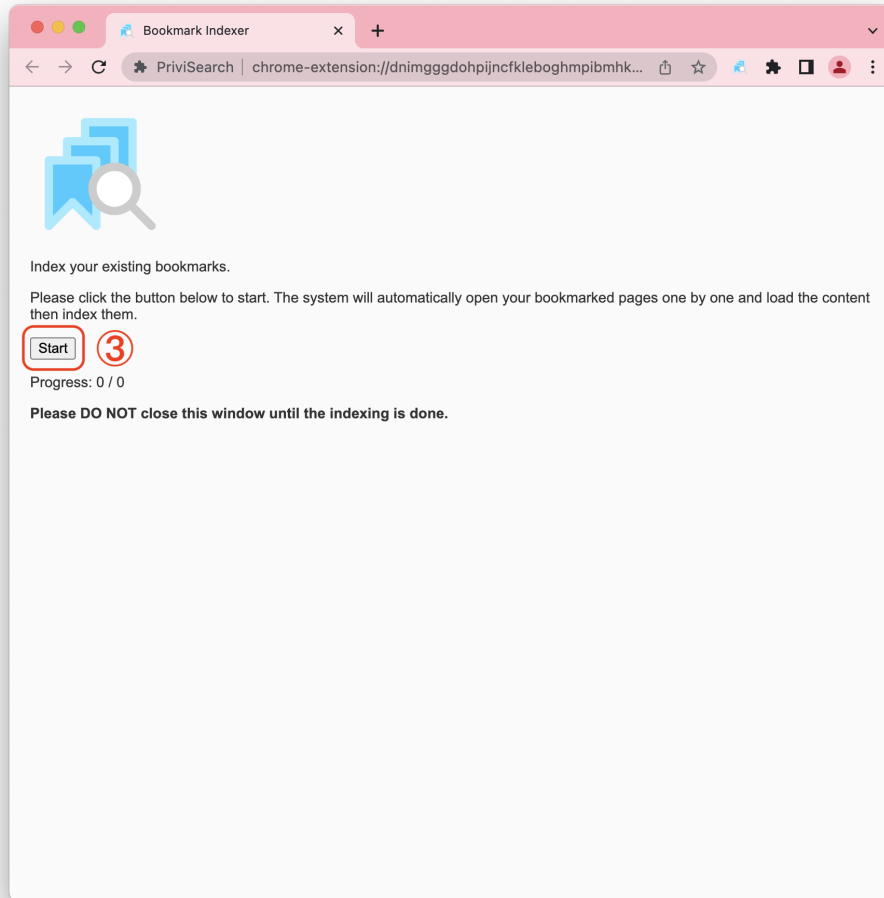 Bookmark Indexer
PriviSearch | chrome-extension://dnimgggdohpijncfkleboghmpibmhk...
Index your existing bookmarks.
Please click the button below to start. The system will automatically open your bookmarked pages one by one and load the content
then index them.
Start ③
Progress: 0 / 0
Please DO NOT close this window until the indexing is done.